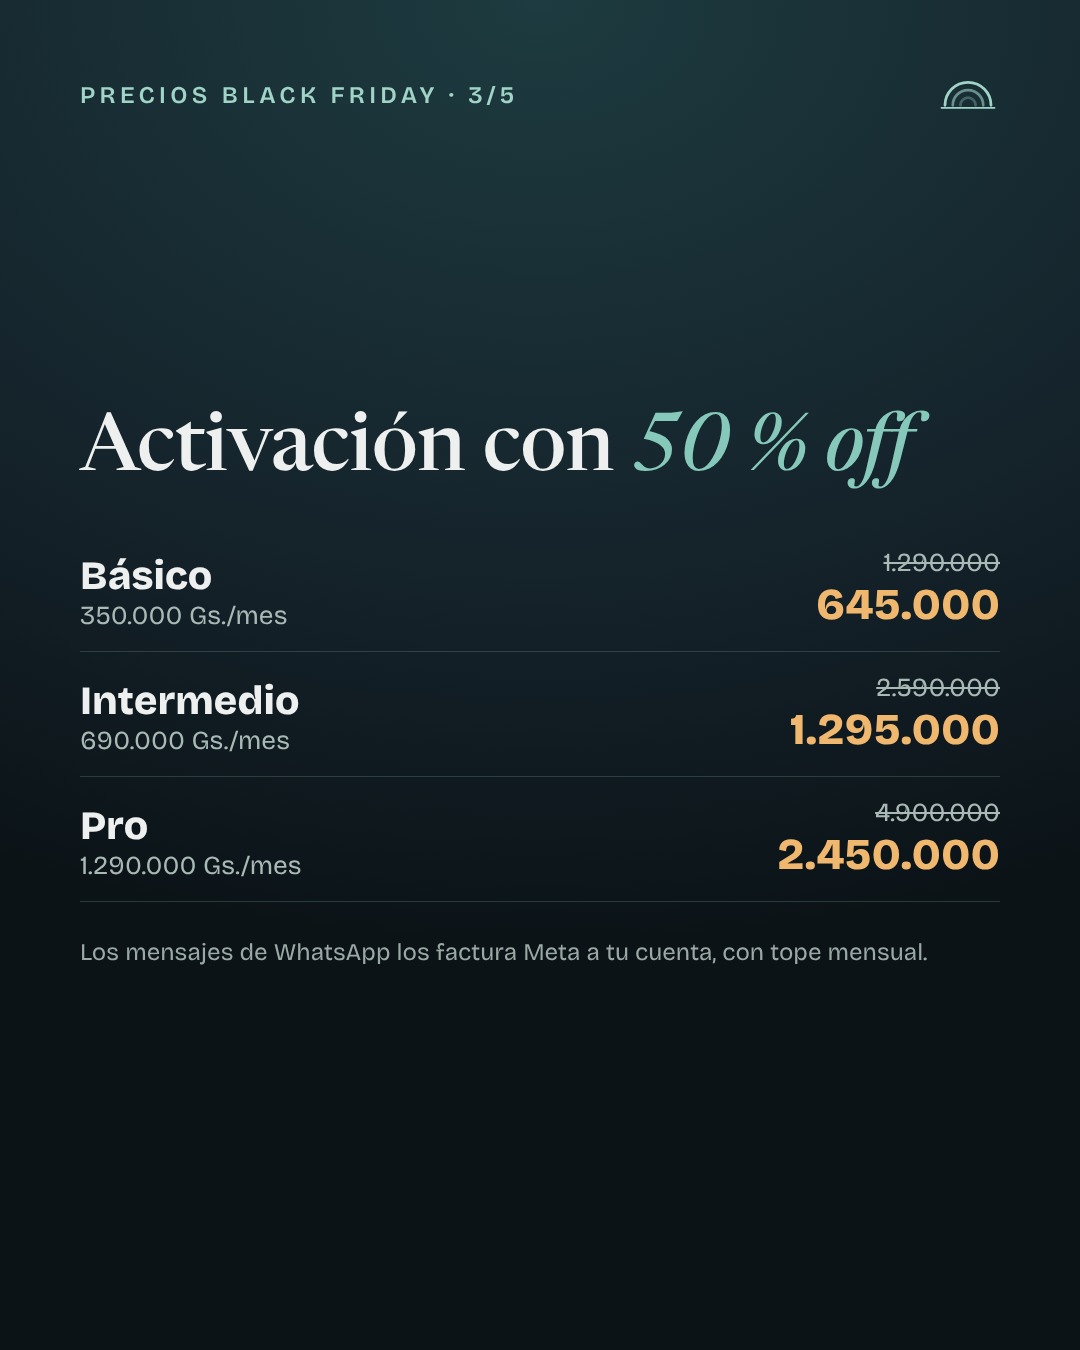 PRECIOS BLACK FRIDAY · 3/5
Activación con 50 % off
Básico
350.000 Gs./mes
1.290.000
645.000
Intermedio
690.000 Gs./mes
2.590.000
1.295.000
Pro
1.290.000 Gs./mes
4.900.000
2.450.000
Los mensajes de WhatsApp los factura Meta a tu cuenta, con tope mensual.